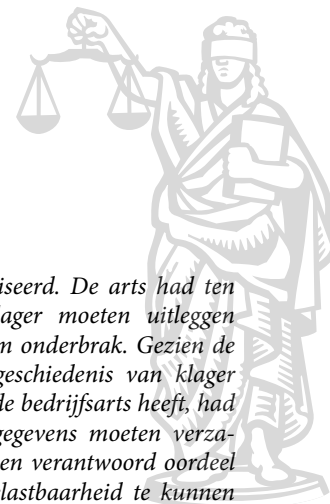 iseerd. De arts had ten
lager moeten uitleggen
m onderbrak. Gezien de
geschiedenis van klager
de bedrijfsarts heeft, had
gegevens moeten verza-
en verantwoord oordeel
elastbaarheid te kunnen